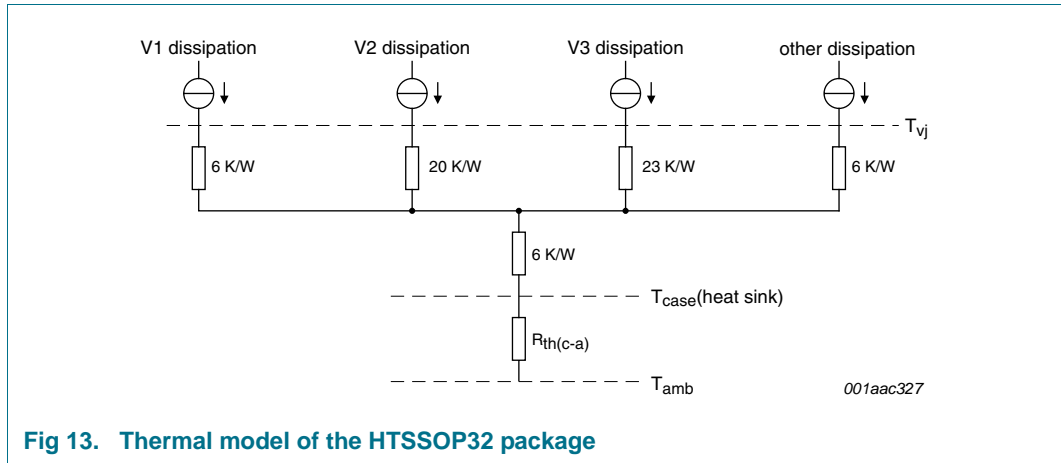 V1 dissipation V2 dissipation V3 dissipation other dissipation
Tvj
6 K/W 20 K/W 23 K/W 6 K/W
6 K/W
Tcase(heat sink)
Rth(c-a)
Tamb 001aac327
Fig 13. Thermal model of the HTSSOP32 package